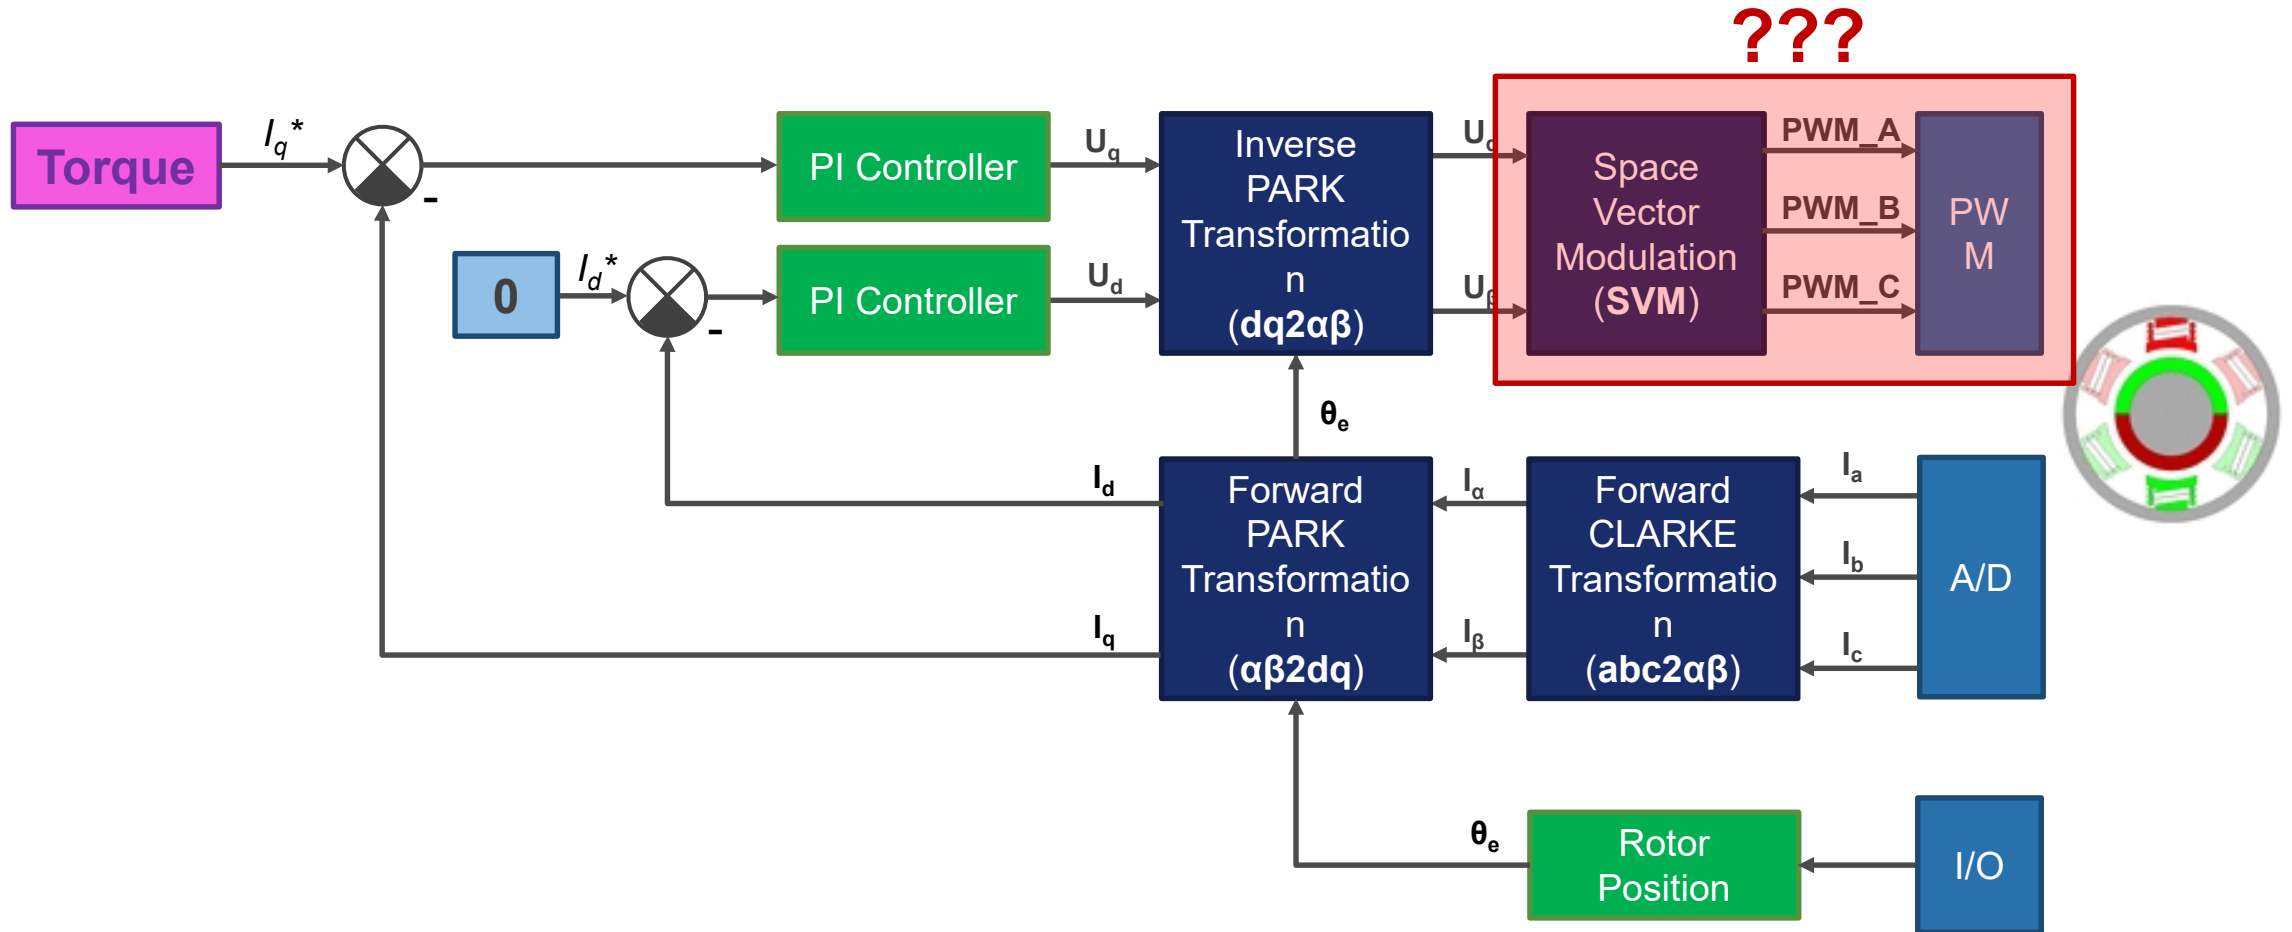 ???
Torque
Iq*
-
PI Controller
Uq
Inverse
PARK
Transformatio
n
(dq2αβ)
Uβ
Space
Vector
Modulation
(SVM)
PWM_A
PWM_B
PWM_C
PW
M
0
Id*
-
PI Controller
Ud
θe
Id
Iq
Forward
PARK
Transformatio
n
(αβ2dq)
Iα
Iβ
Forward
CLARKE
Transformatio
n
(abc2αβ)
Ia
Ib
Ic
A/D
θe
Rotor
Position
I/O